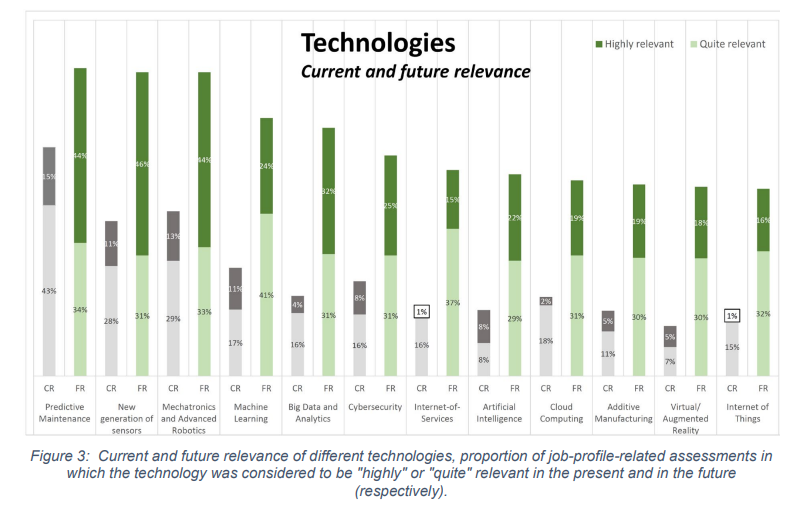 Technologies
Current and future relevance
Highly relevant Quite relevant
15% 44% 11% 46% 13% 44% 11% 24% 4% 32% 8% 25% 1% 15% 8% 22% 2% 19% 5% 19% 5% 18% 1% 16%
43% 34% 28% 31% 29% 33% 17% 41% 16% 31% 16% 31% 16% 37% 8% 29% 18% 31% 11% 30% 7% 30% 15% 32%
CR FR CR FR CR FR CR FR CR FR CR FR CR FR CR FR CR FR CR FR CR FR CR FR
Predictive Maintenance
New generation of sensors
Mechatronics and Advanced Robotics
Machine Learning
Big Data and Analytics
Cybersecurity
Internet-of-Services
Artificial Intelligence
Cloud Computing
Additive Manufacturing
Virtual/ Augmented Reality
Internet of Things
Figure 3: Current and future relevance of different technologies, proportion of job-profile-related assessments in
which the technology was considered to be "highly" or "quite" relevant in the present and in the future
(respectively).